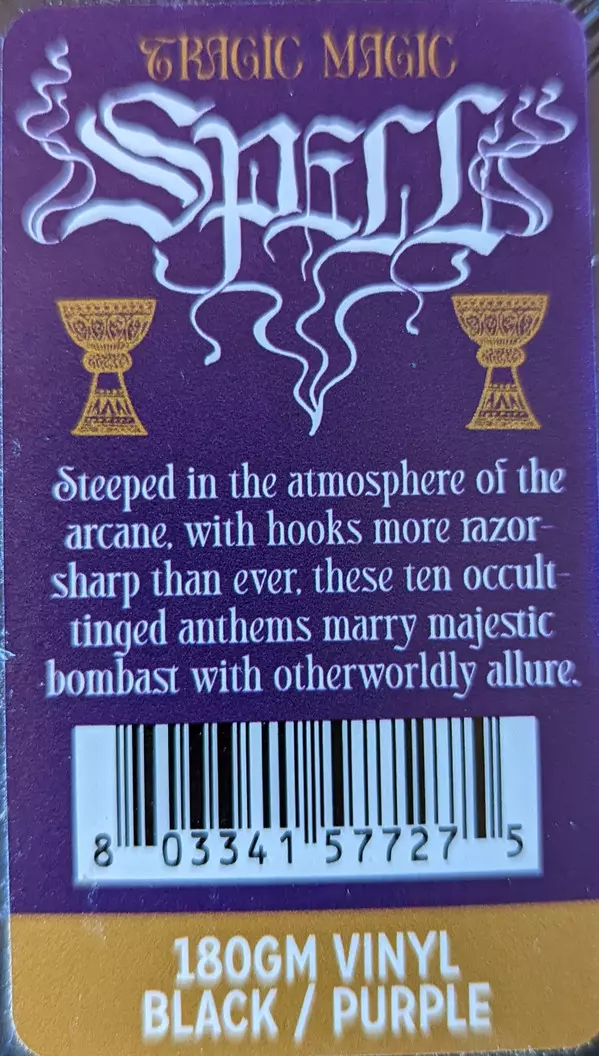 TRAGIC MAGIC
SPELL
Steeped in the atmosphere of the
arcane, with hooks more razor-
sharp than ever, these ten occult-
tinged anthems marry majestic
bombast with otherworldly allure.
8 03341 57727 5
180GM VINYL
BLACK / PURPLE